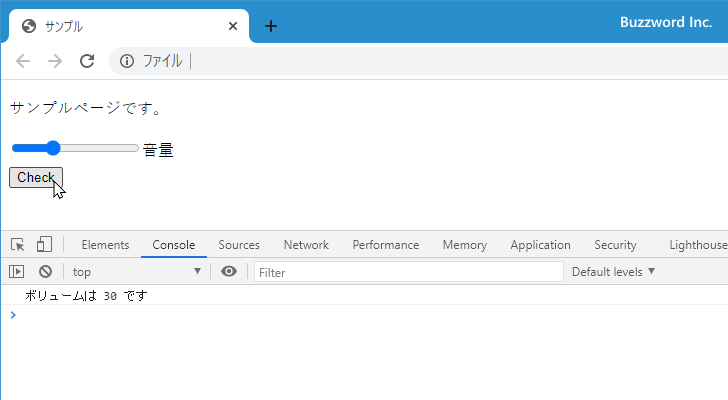 サンプル
Buzzword Inc.
ファイル
サンプルページです。
音量
Check
Elements Console Sources Network Performance Memory Application Security Lighthouse
top Filter Default levels
ボリュームは 30 です